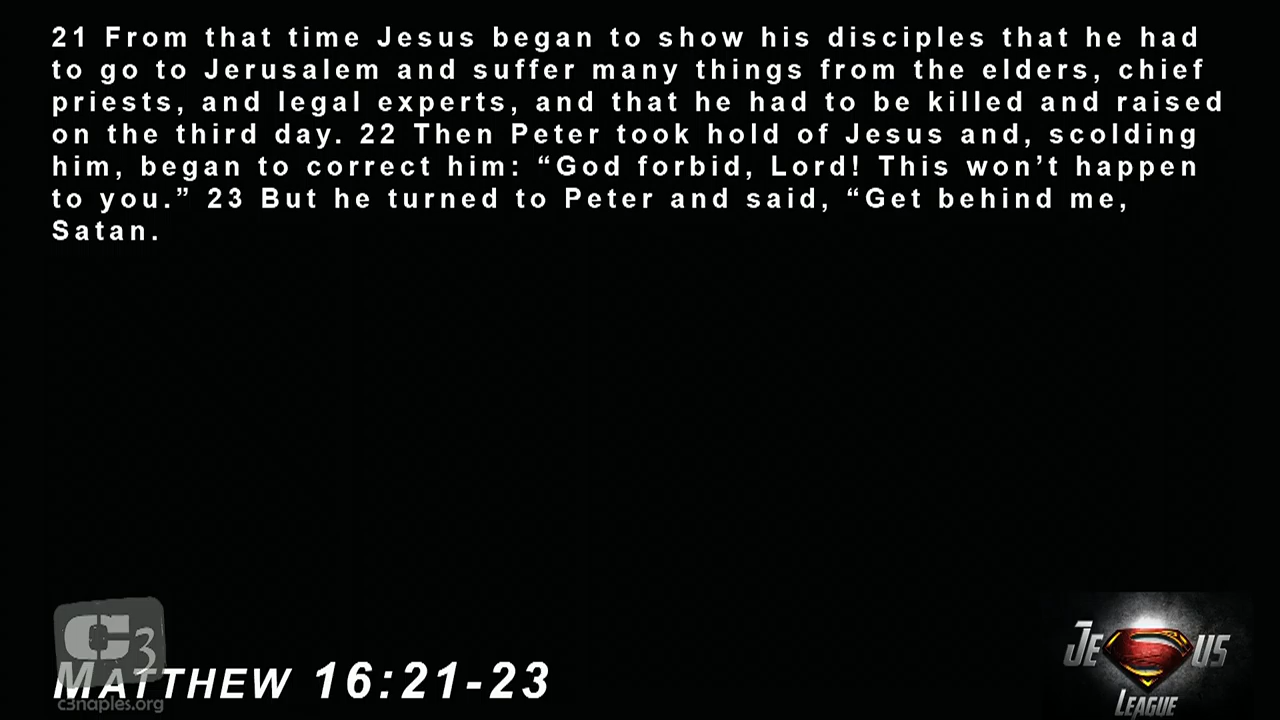 21 From that time Jesus began to show his disciples that he had
to go to Jerusalem and suffer many things from the elders, chief
priests, and legal experts, and that he had to be killed and raised
on the third day. 22 Then Peter took hold of Jesus and, scolding
him, began to correct him: “God forbid, Lord! This won’t happen
to you.” 23 But he turned to Peter and said, “Get behind me,
Satan.
C3
MATTHEW 16:21-23
c3naples.org
JESUS
LEAGUE